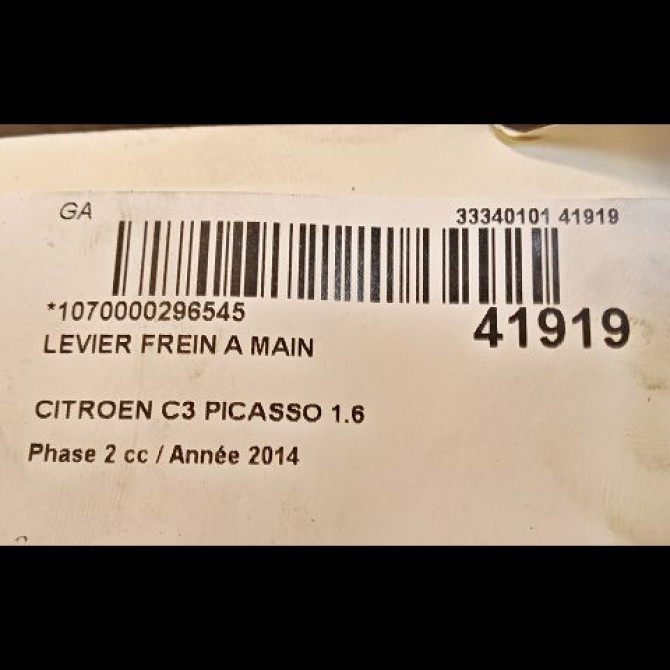 GA
33340101 41919
*1070000296545
41919
LEVIER FREIN A MAIN
CITROEN C3 PICASSO 1.6
Phase 2 cc / Année 2014